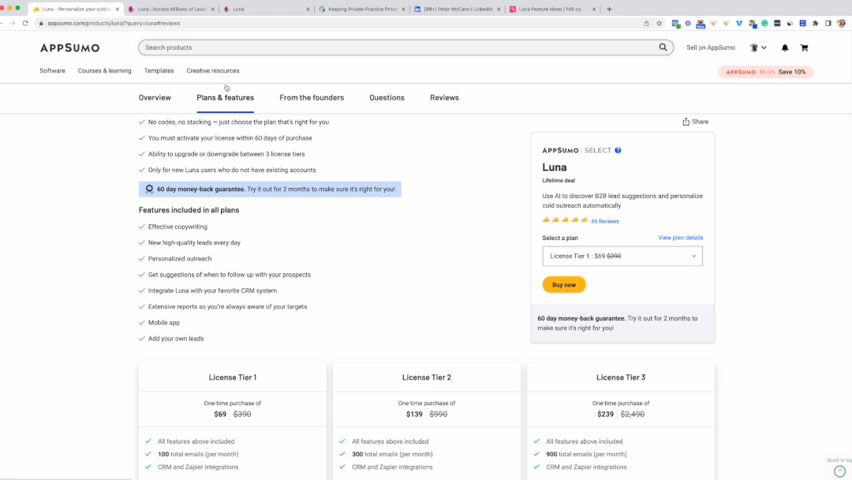 Luna - Personalize your cold o
Luna | Access Millions of Lead
Luna
Keeping Private Practice Priva
(99+) Peter McCann | LinkedIn
Luna Feature Ideas | Frill.co
appsumo.com/products/luna/?query=luna#reviews
APPSUMO
Search products
Sell on AppSumo
Software
Courses & learning
Templates
Creative resources
APPSUMO PLUS Save 10%
Overview
Plans & features
From the founders
Questions
Reviews
No codes, no stacking — just choose the plan that's right for you
Share
You must activate your license within 60 days of purchase
Ability to upgrade or downgrade between 3 license tiers
Only for new Luna users who do not have existing accounts
60 day money-back guarantee. Try it out for 2 months to make sure it's right for you!
Features included in all plans
Effective copywriting
New high-quality leads every day
Personalized outreach
Get suggestions of when to follow up with your prospects
Integrate Luna with your favorite CRM system
Extensive reports so you're always aware of your targets
Mobile app
Add your own leads
APPSUMO | SELECT ?
Luna
Lifetime deal
Use AI to discover B2B lead suggestions and personalize
cold outreach automatically
49 Reviews
Select a plan
View plan details
License Tier 1 : $69 $390
Buy now
60 day money-back guarantee. Try it out for 2 months to
make sure it's right for you!
License Tier 1
One-time purchase of
$69 $390
All features above included
100 total emails (per month)
CRM and Zapier integrations
License Tier 2
One-time purchase of
$139 $990
All features above included
300 total emails (per month)
CRM and Zapier integrations
License Tier 3
One-time purchase of
$239 $2,490
All features above included
900 total emails (per month)
CRM and Zapier integrations
Scroll to top